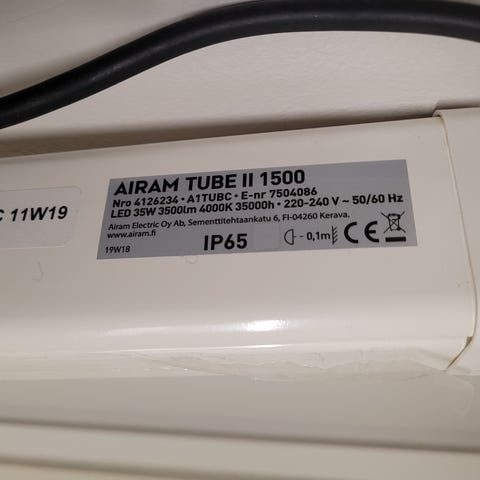 AIRAM TUBE II 1500
Nro 4126234 • A1TUBC • E-nr 7504086
LED 35W 3500lm 4000K 35000h • 220-240 V ~ 50/60 Hz
Airam Electric Oy Ab, Sementtitehtaankatu 6, FI-04260 Kerava.
www.airam.fi
19W18
IP65
0,1m
CE
C 11W19